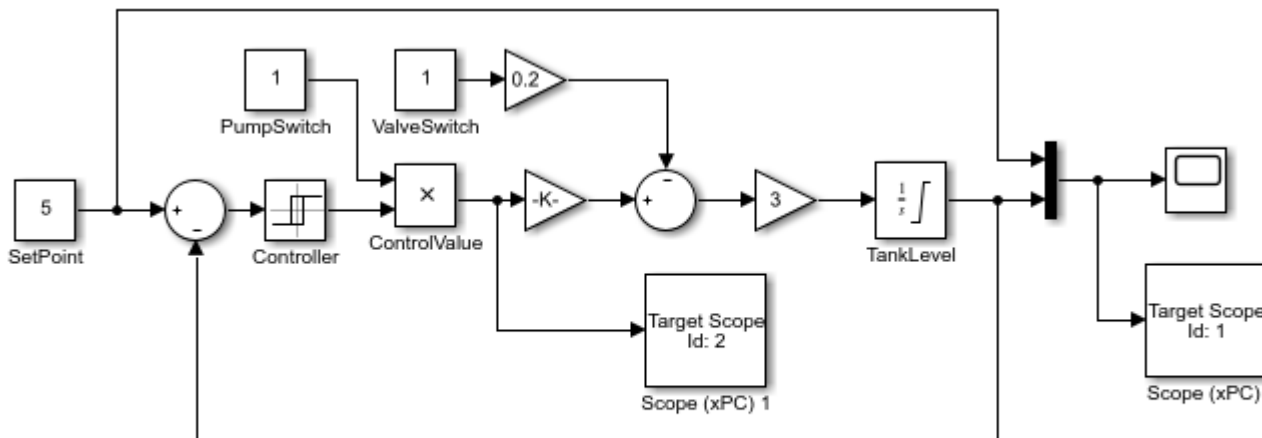 1
PumpSwitch
1
ValveSwitch
0.2
5
SetPoint
+
−
Controller
×
ControlValue
-K-
−
+
3
1
s
TankLevel
Target Scope
Id: 2
Scope (xPC) 1
Target Scope
Id: 1
Scope (xPC)